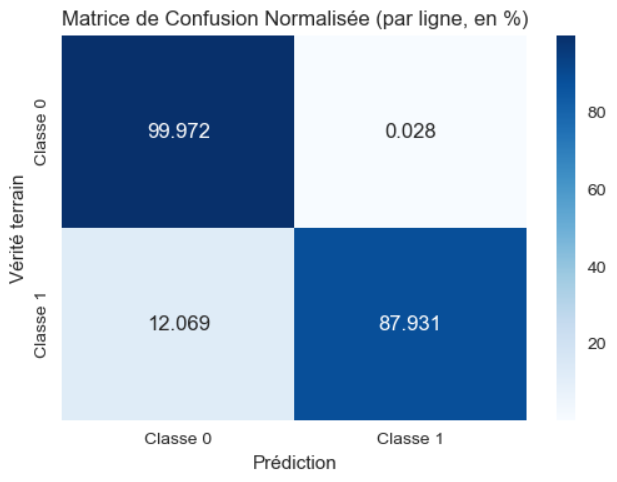 Matrice de Confusion Normalisée (par ligne, en %)
Vérité terrain
Classe 0
99.972
0.028
Classe 1
12.069
87.931
Classe 0
Classe 1
Prédiction
80
60
40
20